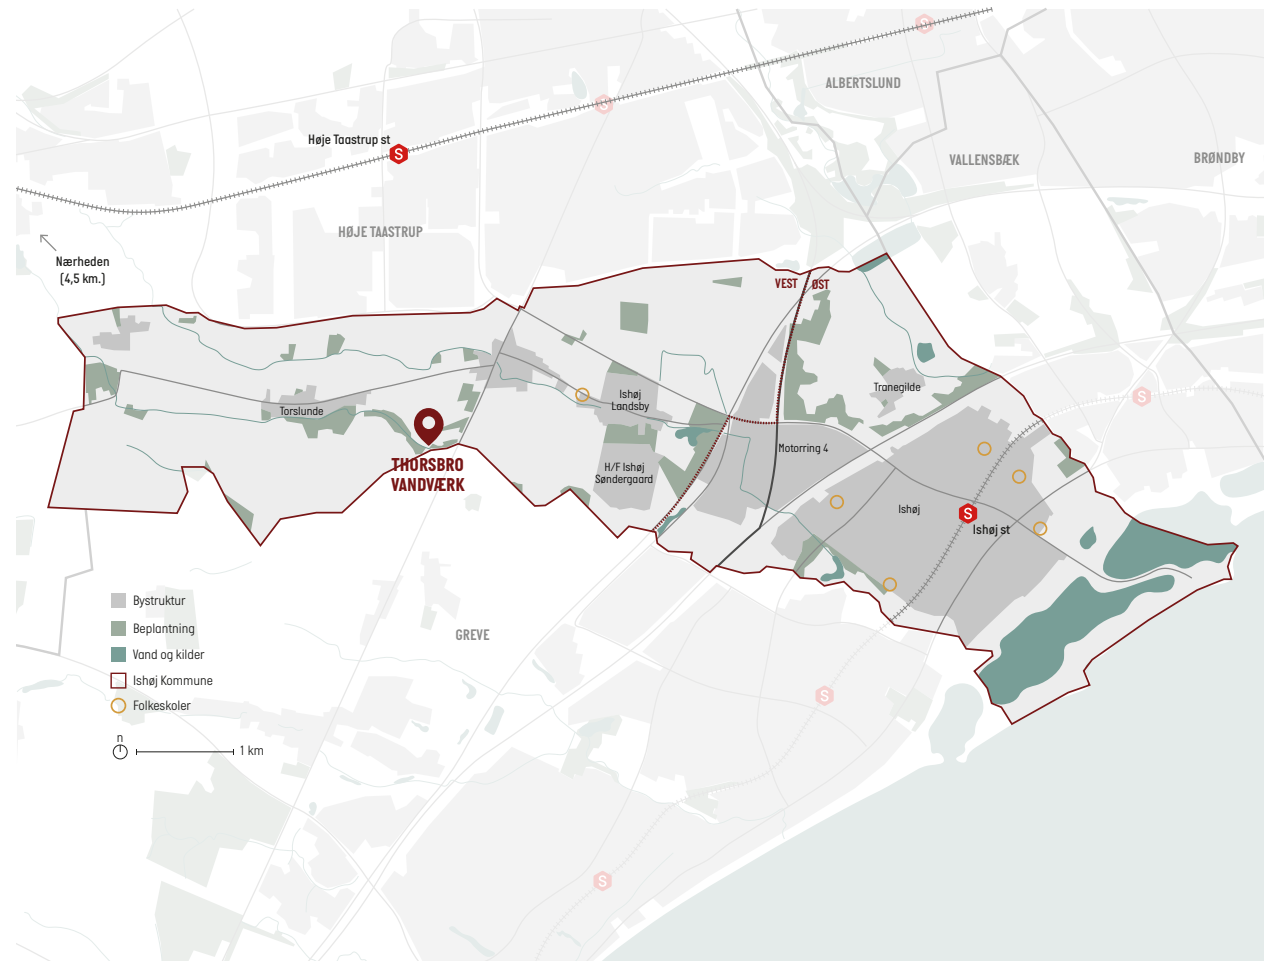 S
ALBERTSLUND
S
Høje Taastrup st
S
VALLENSBÆK
BRØNDBY
HØJE TAASTRUP
Nærheden
(4,5 km.)
VEST
ØST
Tranegilde
S
Ishøj
Landsby
Torslunde
Motorring 4
THORSBRO
VANDVÆRK
H/F Ishøj
Søndergaard
Ishøj
S
Ishøj st
Bystruktur
Beplantning
Vand og kilder
Ishøj Kommune
Folkeskoler
GREVE
S
n
1 km
S